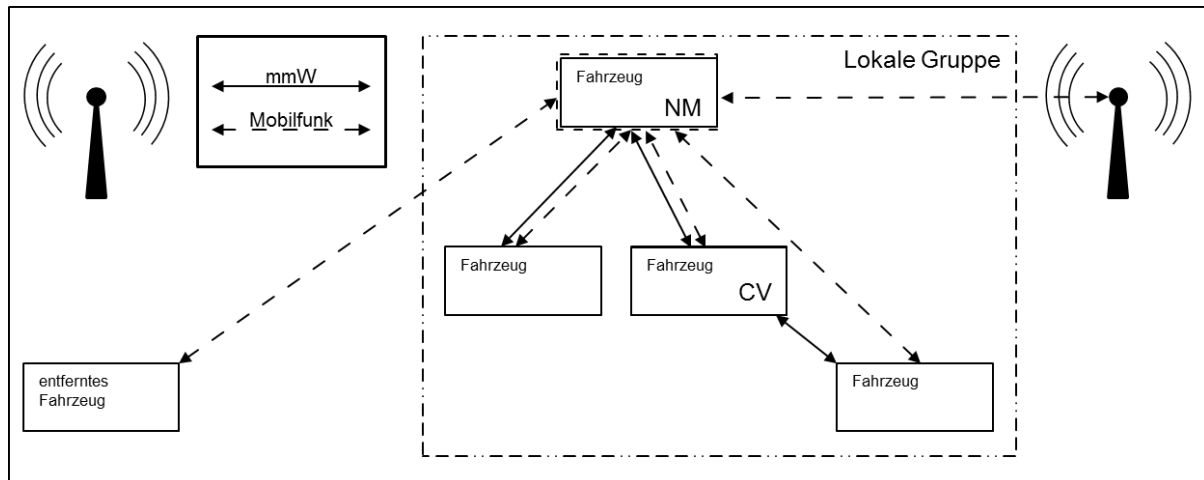 mmW
Mobilfunk
Lokale Gruppe
Fahrzeug
NM
Fahrzeug
Fahrzeug
CV
entferntes
Fahrzeug
Fahrzeug